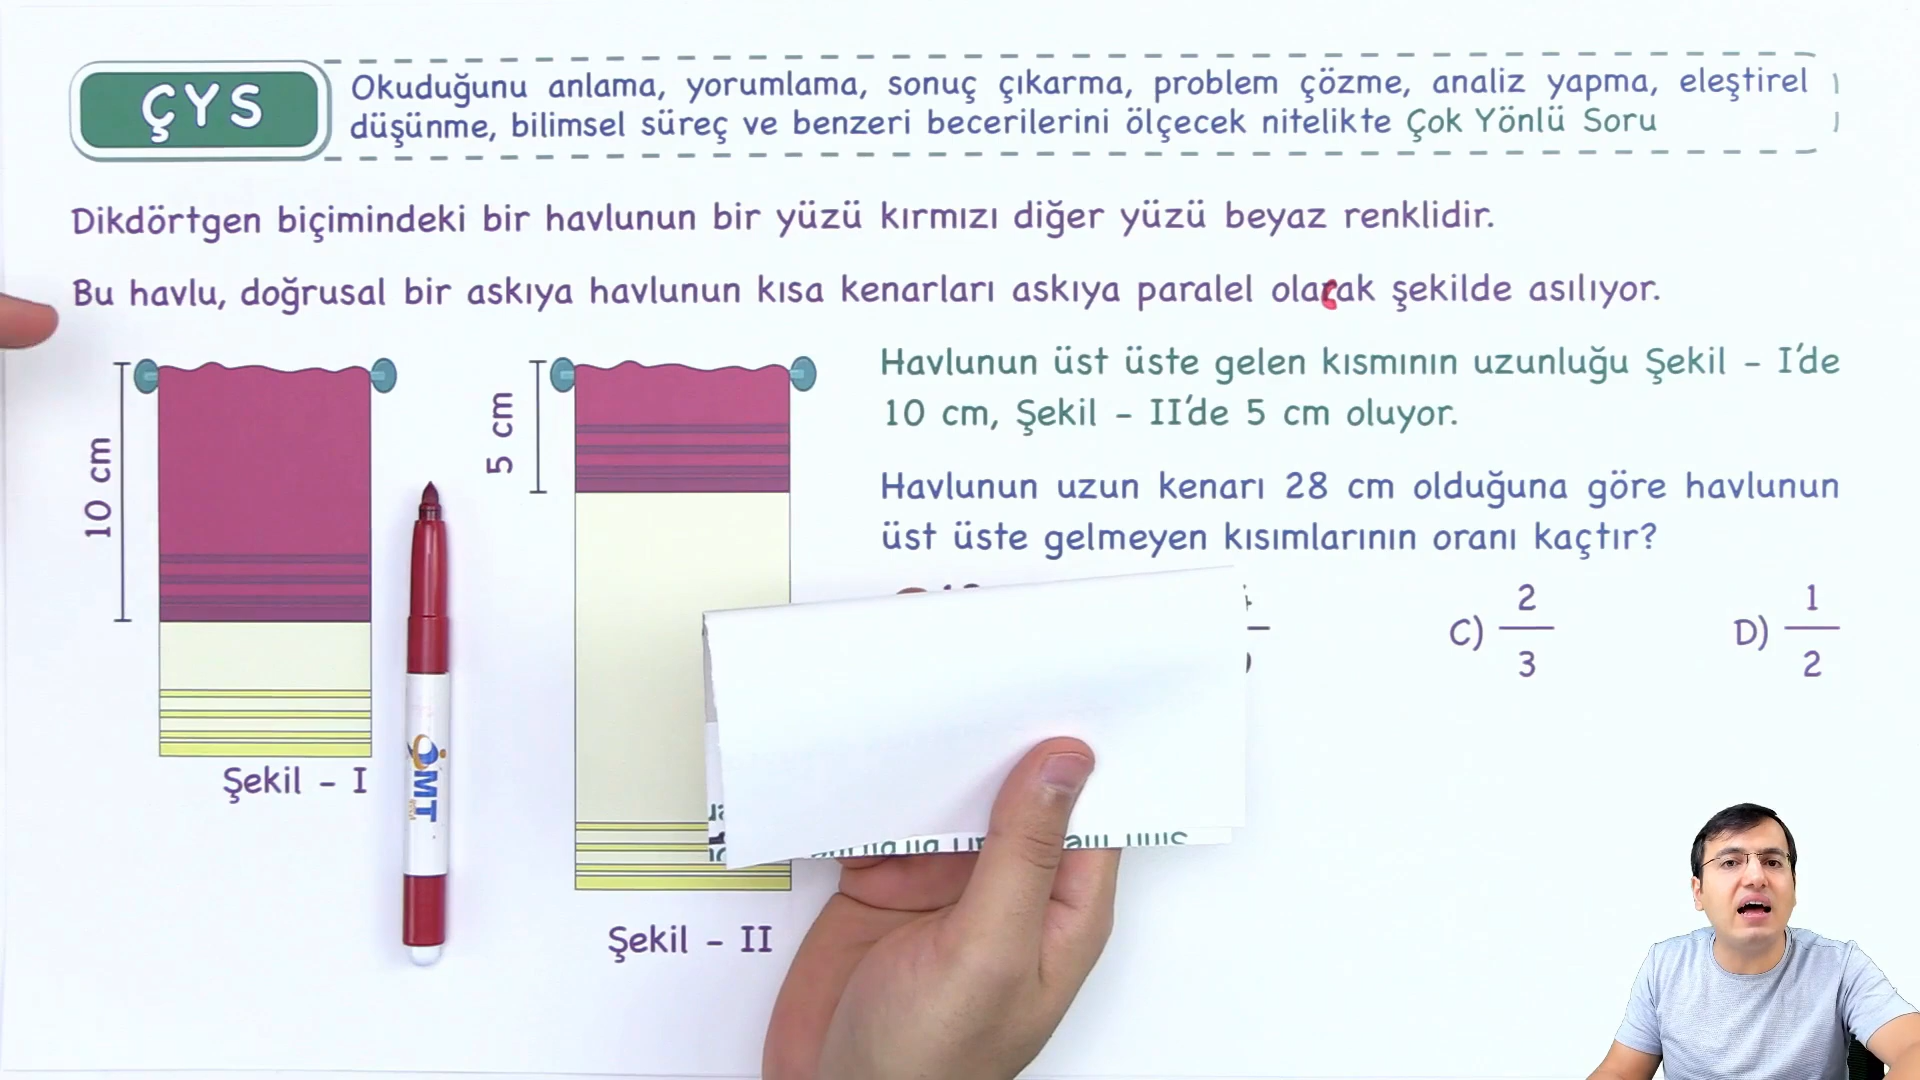 ÇYS
Okuduğunu anlama, yorumlama, sonuç çıkarma, problem çözme, analiz yapma, eleştirel
düşünme, bilimsel süreç ve benzeri becerilerini ölçecek nitelikte Çok Yönlü Soru
Dikdörtgen biçimindeki bir havlunun bir yüzü kırmızı diğer yüzü beyaz renklidir.
Bu havlu, doğrusal bir askıya havlunun kısa kenarları askıya paralel olarak şekilde asılıyor.
10 cm
5 cm
Havlunun üst üste gelen kısmının uzunluğu Şekil - I'de
10 cm, Şekil - II'de 5 cm oluyor.
Havlunun uzun kenarı 28 cm olduğuna göre havlunun
üst üste gelmeyen kısımlarının oranı kaçtır?
C) 2
3
D) 1
2
Şekil - I
Şekil - II